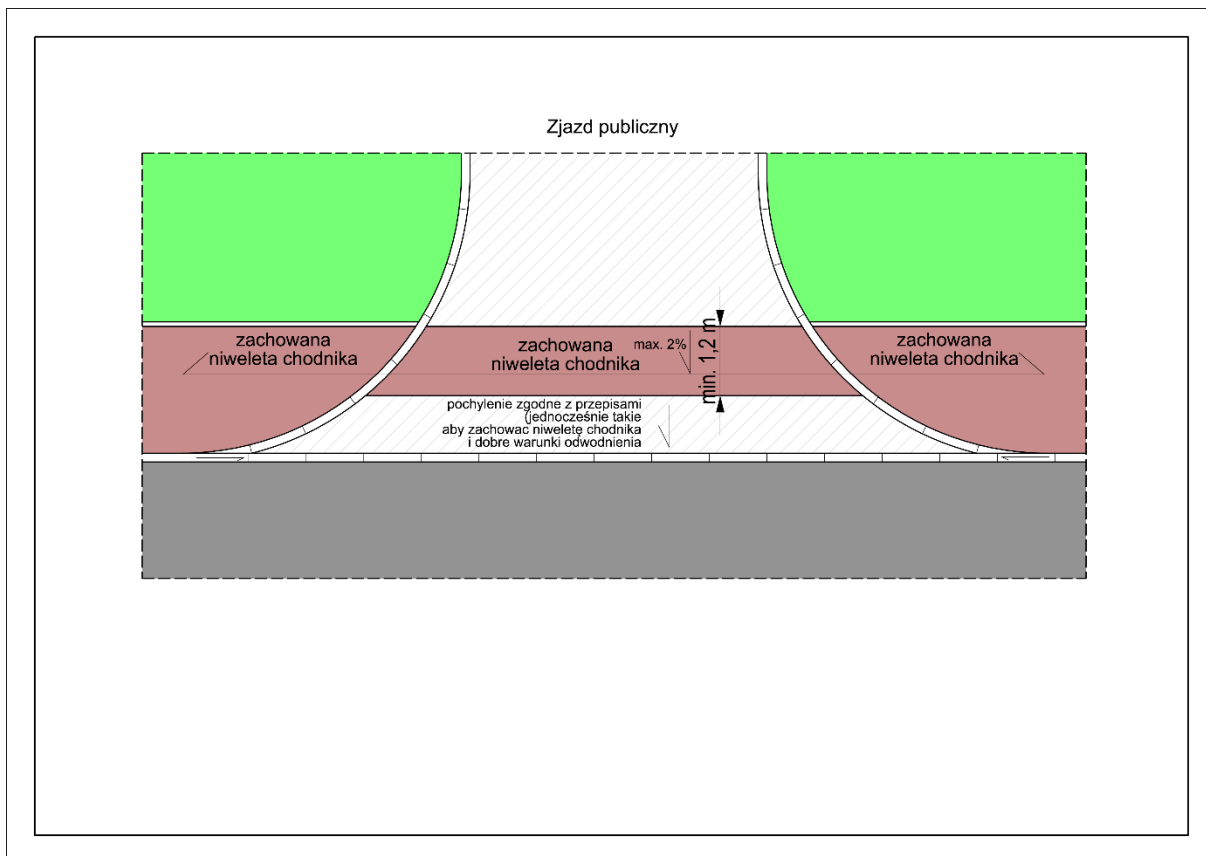 Zjazd publiczny
zachowana
niweleta chodnika
zachowana
niweleta chodnika
max. 2%
min. 1,2 m
zachowana
niweleta chodnika
pochylenie zgodne z przepisami
(jednocześnie takie
aby zachowac niweletę chodnika
i dobre warunki odwodnienia